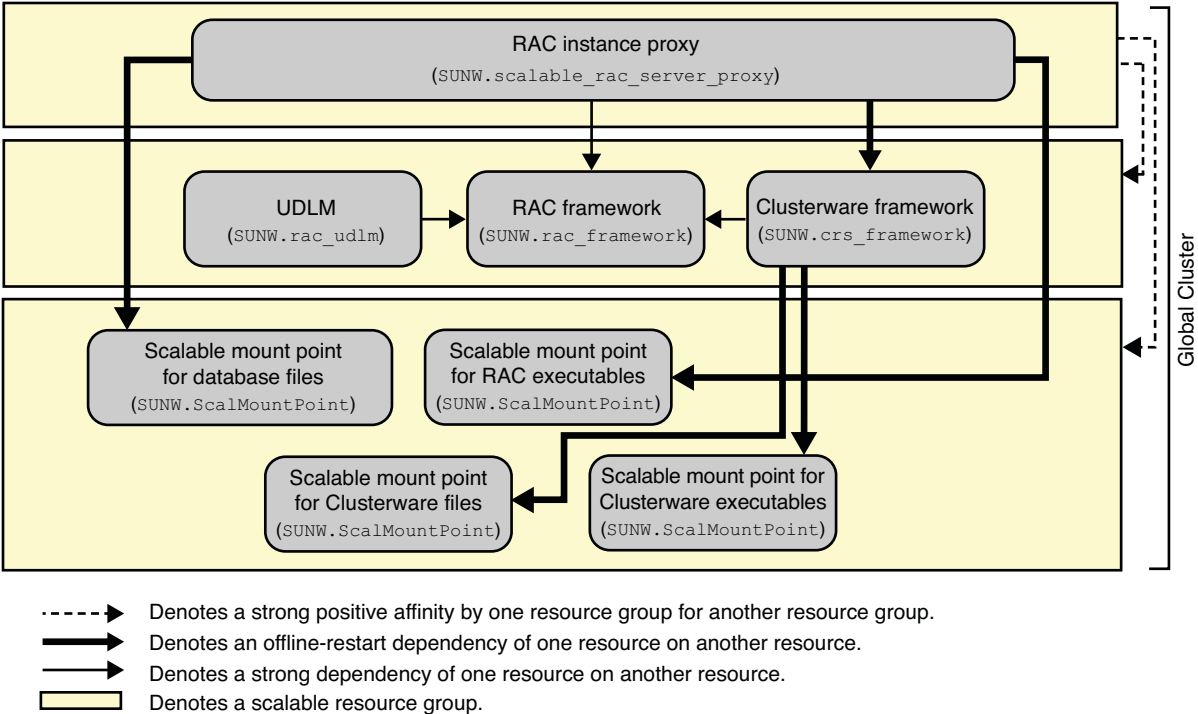 RAC instance proxy
(SUNW.scalable_rac_server_proxy)
UDLM
(SUNW.rac_udlm)
RAC framework
(SUNW.rac_framework)
Clusterware framework
(SUNW.crs_framework)
Scalable mount point
for database files
(SUNW.ScalMountPoint)
Scalable mount point
for RAC executables
(SUNW.ScalMountPoint)
Scalable mount point
for Clusterware files
(SUNW.ScalMountPoint)
Scalable mount point for
Clusterware executables
(SUNW.ScalMountPoint)
Global Cluster
Denotes a strong positive affinity by one resource group for another resource group.
Denotes an offline-restart dependency of one resource on another resource.
Denotes a strong dependency of one resource on another resource.
Denotes a scalable resource group.